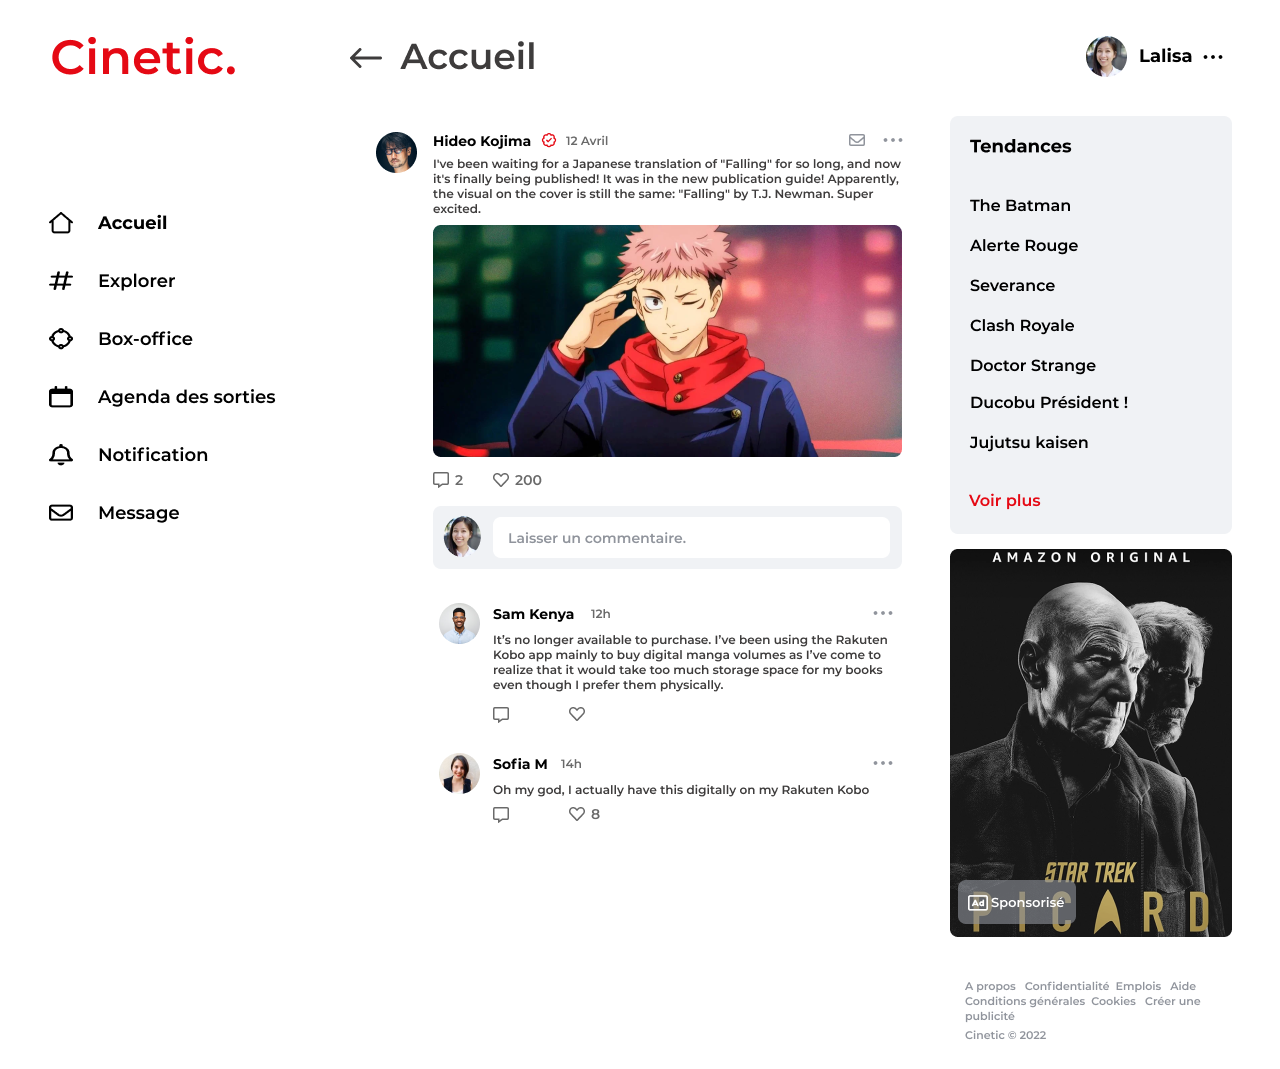 Cinetic.
Accueil
Lalisa
Accueil
Explorer
Box-office
Agenda des sorties
Notification
Message
Hideo Kojima 12 Avril
I've been waiting for a Japanese translation of "Falling" for so long, and now
it's finally being published! It was in the new publication guide! Apparently,
the visual on the cover is still the same: "Falling" by T.J. Newman. Super
excited.
2 200
Laisser un commentaire.
Sam Kenya 12h
It’s no longer available to purchase. I’ve been using the Rakuten
Kobo app mainly to buy digital manga volumes as I’ve come to
realize that it would take too much storage space for my books
even though I prefer them physically.
Sofia M 14h
Oh my god, I actually have this digitally on my Rakuten Kobo
8
Tendances
The Batman
Alerte Rouge
Severance
Clash Royale
Doctor Strange
Ducobu Président !
Jujutsu kaisen
Voir plus
AMAZON ORIGINAL
STAR TREK
PICARD
Ad Sponsorisé
A propos Confidentialité Emplois Aide
Conditions générales Cookies Créer une
publicité
Cinetic © 2022